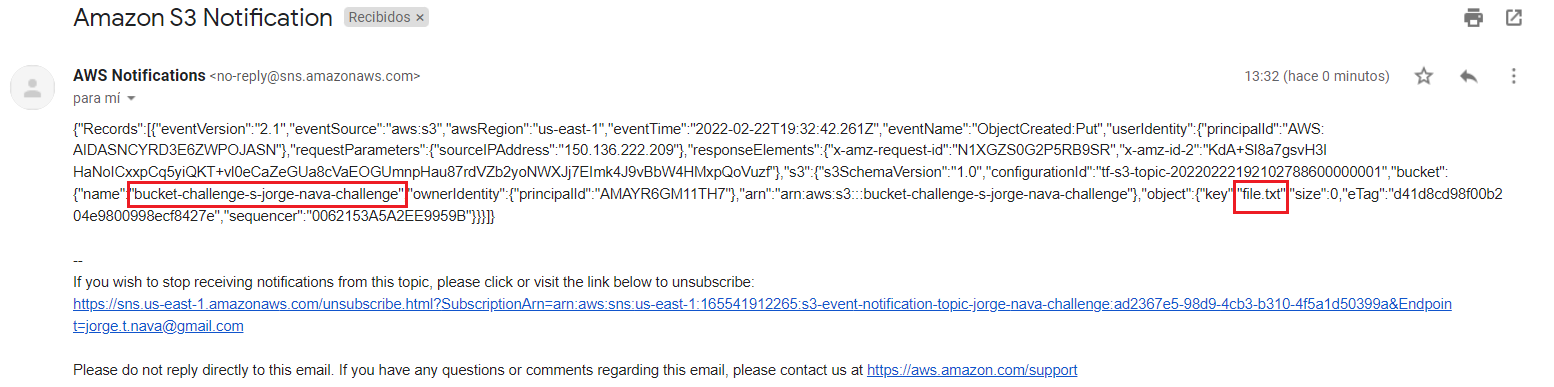 Amazon S3 Notification Recibidos ×
AWS Notifications <no-reply@sns.amazonaws.com> 13:32 (hace 0 minutos)
para mí
{"Records":[{"eventVersion":"2.1","eventSource":"aws:s3","awsRegion":"us-east-1","eventTime":"2022-02-22T19:32:42.261Z","eventName":"ObjectCreated:Put","userIdentity":{"principalId":"AWS:
AIDASNCYRD3E6ZWPOJASN"},"requestParameters":{"sourceIPAddress":"150.136.222.209"},"responseElements":{"x-amz-request-id":"N1XGZS0G2P5RB9SR","x-amz-id-2":"KdA+Sl8a7gsvH3I
HaNoICxxpCq5yiQKT+vl0eCaZeGUa8cVaEOGUmnpHau87rdVZb2yoNWXJj7EImk4J9vBbW4HMxpQoVuzf"},"s3":{"s3SchemaVersion":"1.0","configurationId":"tf-s3-topic-20220222192102788600000001","bucket":
{"name":"bucket-challenge-s-jorge-nava-challenge","ownerIdentity":{"principalId":"AMAYR6GM11TH7"},"arn":"arn:aws:s3:::bucket-challenge-s-jorge-nava-challenge"},"object":{"key":"file.txt","size":0,"eTag":"d41d8cd98f00b2
04e9800998ecf8427e","sequencer":"0062153A5A2EE9959B"}}}]}
--
If you wish to stop receiving notifications from this topic, please click or visit the link below to unsubscribe:
https://sns.us-east-1.amazonaws.com/unsubscribe.html?SubscriptionArn=arn:aws:sns:us-east-1:165541912265:s3-event-notification-topic-jorge-nava-challenge:ad2367e5-98d9-4cb3-b310-4f5a1d50399a&Endpoin
t=jorge.t.nava@gmail.com
Please do not reply directly to this email. If you have any questions or comments regarding this email, please contact us at https://aws.amazon.com/support